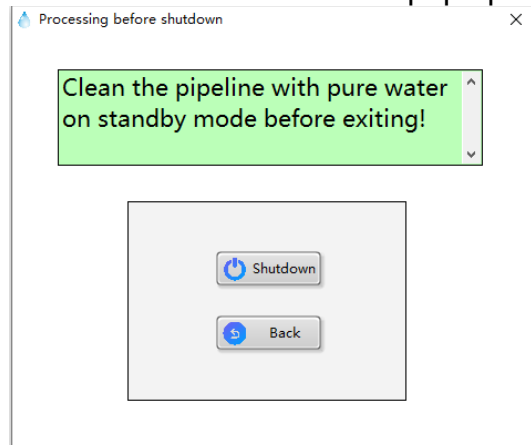 Processing before shutdown
Clean the pipeline with pure water
on standby mode before exiting!
Shutdown
Back